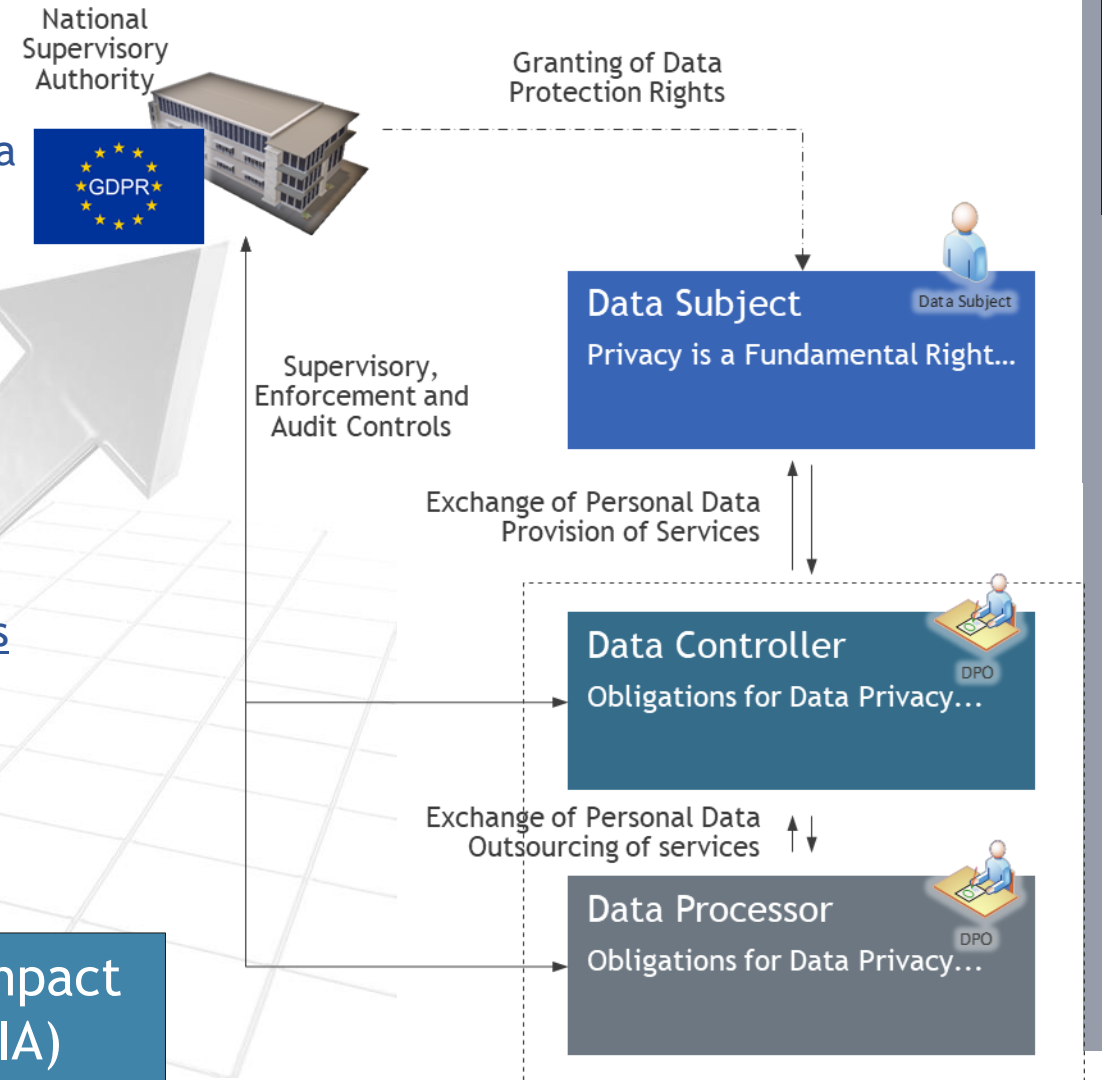 National
Supervisory
Authority
a
GDPR
Granting of Data
Protection Rights
Data Subject
Data Subject
Privacy is a Fundamental Right...
Supervisory,
Enforcement and
Audit Controls
Exchange of Personal Data
Provision of Services
s
Data Controller
DPO
Obligations for Data Privacy...
Exchange of Personal Data
Outsourcing of services
Data Processor
DPO
Obligations for Data Privacy...
mpact
IA)